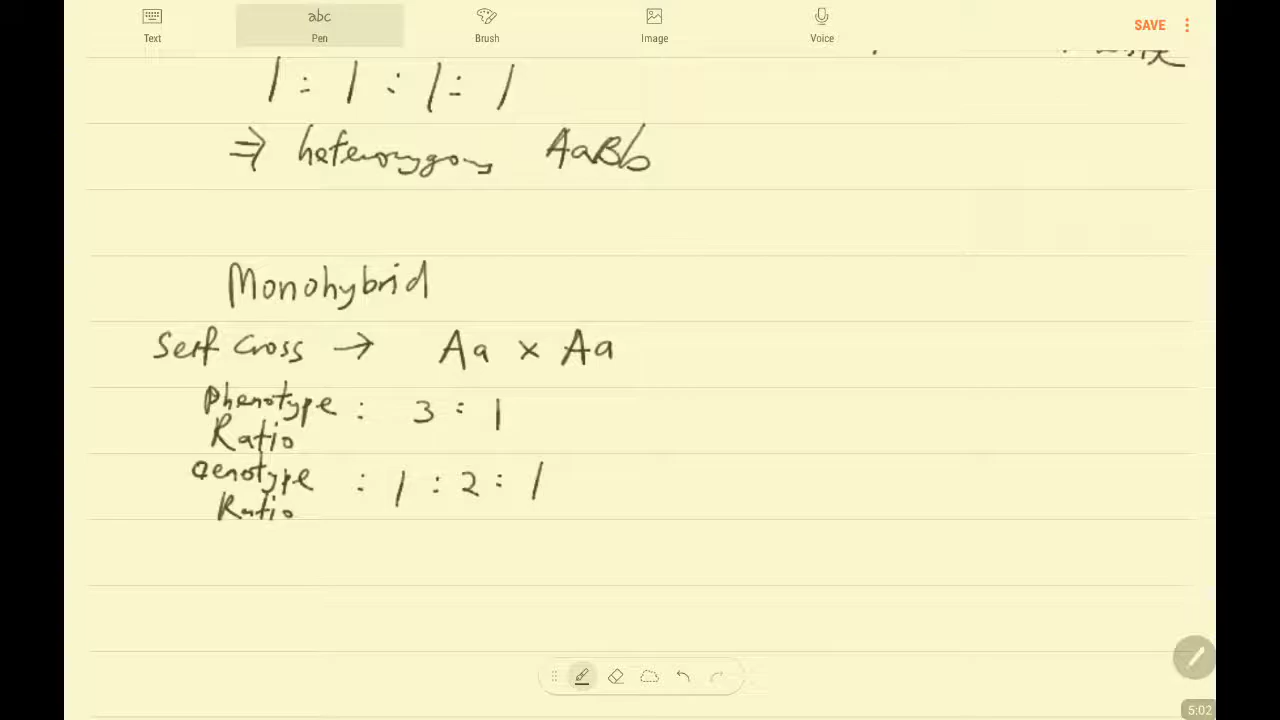 Text
abc
Pen
Brush
Image
Voice
SAVE
1 : 1 : 1 : 1
⇒ heterozygous AaBb
Monohybrid
Serf Cross → Aa × Aa
Phenotype Ratio : 3 : 1
Genotype Ratio : 1 : 2 : 1
5:02